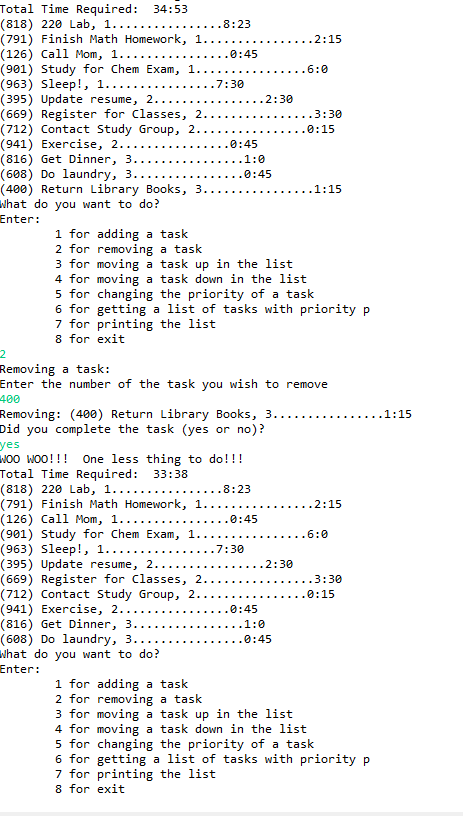 Total Time Required:  34:53
(818) 220 Lab, 1................8:23
(791) Finish Math Homework, 1................2:15
(126) Call Mom, 1................0:45
(901) Study for Chem Exam, 1................6:0
(963) Sleep!, 1................7:30
(395) Update resume, 2................2:30
(669) Register for Classes, 2................3:30
(712) Contact Study Group, 2................0:15
(941) Exercise, 2................0:45
(816) Get Dinner, 3................1:0
(608) Do laundry, 3................0:45
(400) Return Library Books, 3................1:15
What do you want to do?
Enter:
        1 for adding a task
        2 for removing a task
        3 for moving a task up in the list
        4 for moving a task down in the list
        5 for changing the priority of a task
        6 for getting a list of tasks with priority p
        7 for printing the list
        8 for exit
2
Removing a task:
Enter the number of the task you wish to remove
400
Removing: (400) Return Library Books, 3................1:15
Did you complete the task (yes or no)?
yes
WOO WOO!!!  One less thing to do!!!
Total Time Required:  33:38
(818) 220 Lab, 1................8:23
(791) Finish Math Homework, 1................2:15
(126) Call Mom, 1................0:45
(901) Study for Chem Exam, 1................6:0
(963) Sleep!, 1................7:30
(395) Update resume, 2................2:30
(669) Register for Classes, 2................3:30
(712) Contact Study Group, 2................0:15
(941) Exercise, 2................0:45
(816) Get Dinner, 3................1:0
(608) Do laundry, 3................0:45
What do you want to do?
Enter:
        1 for adding a task
        2 for removing a task
        3 for moving a task up in the list
        4 for moving a task down in the list
        5 for changing the priority of a task
        6 for getting a list of tasks with priority p
        7 for printing the list
        8 for exit